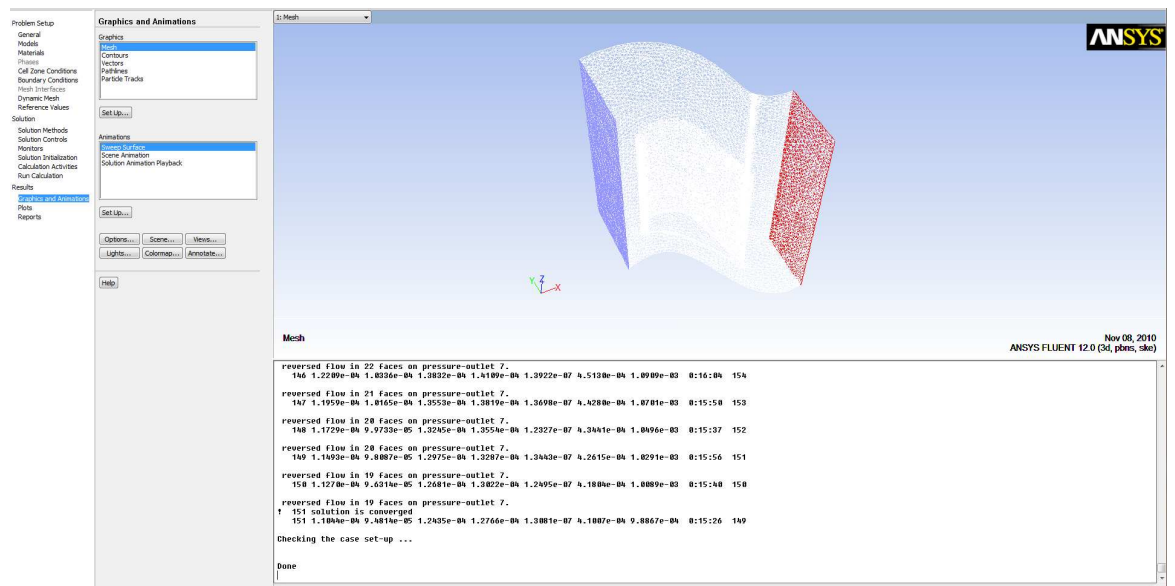 Problem Setup
General
Models
Materials
Phases
Cell Zone Conditions
Boundary Conditions
Mesh Interfaces
Dynamic Mesh
Reference Values
Solution
Solution Methods
Solution Controls
Monitors
Solution Initialization
Calculation Activities
Run Calculation
Results
Graphics and Animations
Plots
Reports
Graphics and Animations
Graphics
Mesh
Contours
Vectors
Pathlines
Particle Tracks
Set Up...
Animations
Sweep Surface
Scene Animation
Solution Animation Playback
Set Up...
Options... Scene... Views...
Lights... Colormap... Annotate...
Help
1: Mesh
ANSYS
Y Z X
Mesh
Nov 08, 2010
ANSYS FLUENT 12.0 (3d, pbns, ske)
reversed flow in 22 faces on pressure-outlet 7.
146 1.2209e-04 1.0336e-04 1.3832e-04 1.4109e-04 1.3922e-07 4.5130e-04 1.0909e-03 0:16:04 154
reversed flow in 21 faces on pressure-outlet 7.
147 1.1959e-04 1.0165e-04 1.3553e-04 1.3819e-04 1.3698e-07 4.4280e-04 1.0701e-03 0:15:50 153
reversed flow in 20 faces on pressure-outlet 7.
148 1.1729e-04 9.9733e-05 1.3245e-04 1.3554e-04 1.2327e-07 4.3441e-04 1.0496e-03 0:15:37 152
reversed flow in 20 faces on pressure-outlet 7.
149 1.1493e-04 9.8087e-05 1.2975e-04 1.3287e-04 1.3443e-07 4.2615e-04 1.0291e-03 0:15:56 151
reversed flow in 19 faces on pressure-outlet 7.
150 1.1270e-04 9.6314e-05 1.2681e-04 1.3022e-04 1.2495e-07 4.1804e-04 1.0089e-03 0:15:40 150
reversed flow in 19 faces on pressure-outlet 7.
! 151 solution is converged
151 1.1044e-04 9.4814e-05 1.2435e-04 1.2766e-04 1.3081e-07 4.1007e-04 9.8867e-04 0:15:26 149
Checking the case set-up ...
Done